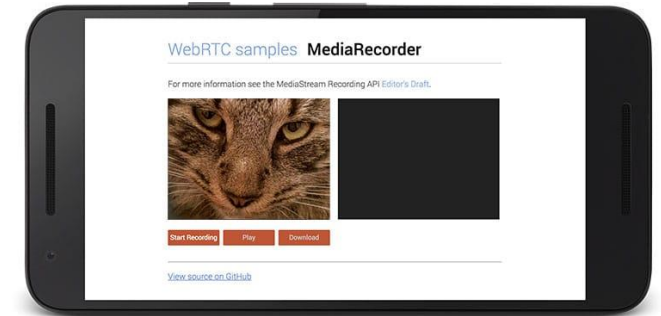 WebRTC samples MediaRecorder
For more information see the MediaStream Recording API Editor's Draft.
Start Recording Play Download
View source on GitHub